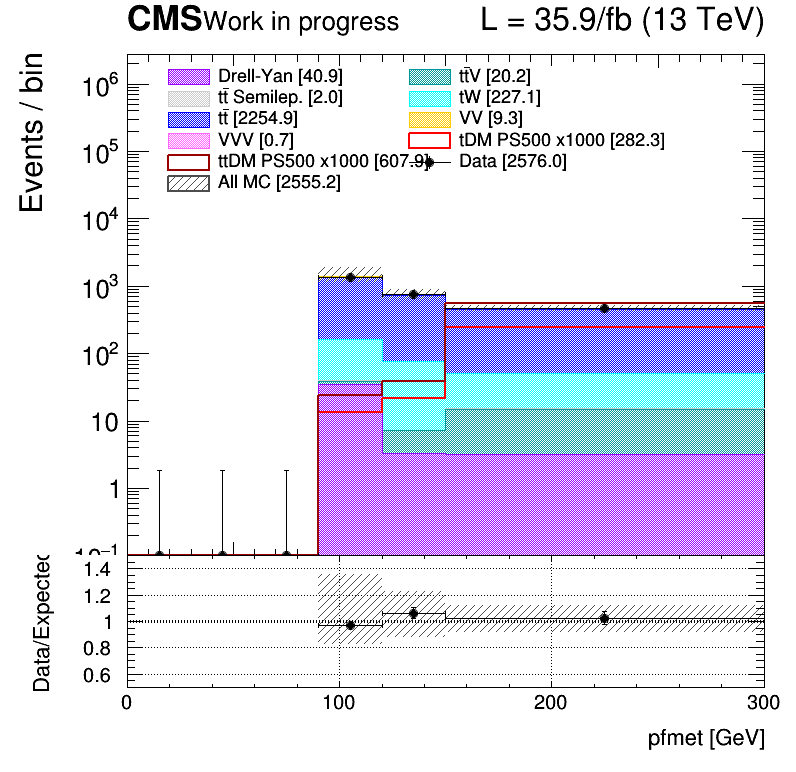 CMS Work in progress L = 35.9/fb (13 TeV)
Events / bin
Drell-Yan [40.9] tt̄V [20.2]
tt̄ Semilep. [2.0] tW [227.1]
tt̄ [2254.9] VV [9.3]
VVV [0.7] tDM PS500 x1000 [282.3]
ttDM PS500 x1000 [607.9] Data [2576.0]
All MC [2555.2]
10⁶
10⁵
10⁴
10³
10²
10
1
10⁻¹
Data/Expected
1.4
1.2
1
0.8
0.6
0 100 200 300
pfmet [GeV]